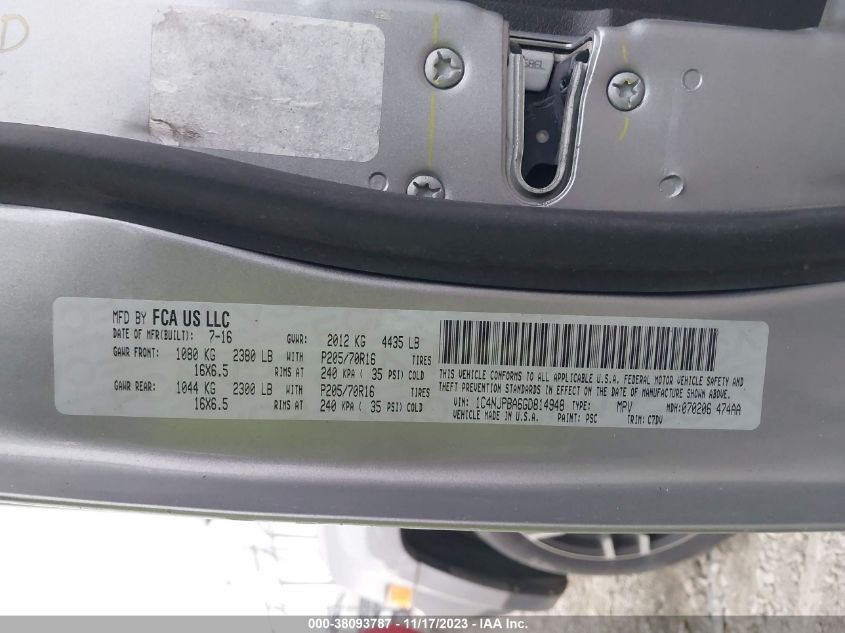 D
586L
MFD BY FCA US LLC
DATE OF MFR(BUILT): 7-16 GVWR: 2012 KG 4435 LB
GAWR FRONT: 1080 KG 2380 LB WITH P205/70R16 TIRES
16X6.5 RIMS AT 240 KPA ( 35 PSI) COLD
GAWR REAR: 1044 KG 2300 LB WITH P205/70R16 TIRES
16X6.5 RIMS AT 240 KPA ( 35 PSI) COLD
THIS VEHICLE CONFORMS TO ALL APPLICABLE U.S.A. FEDERAL MOTOR VEHICLE SAFETY AND
THEFT PREVENTION STANDARDS IN EFFECT ON THE DATE OF MANUFACTURE SHOWN ABOVE.
VIN: 1C4NJPBA6GD814948 TYPE: MPV MDH: 070206 474AA
VEHICLE MADE IN U.S.A. PAINT: PSC TRIM: C7DV
000-38093787 - 11/17/2023 - IAAI.com